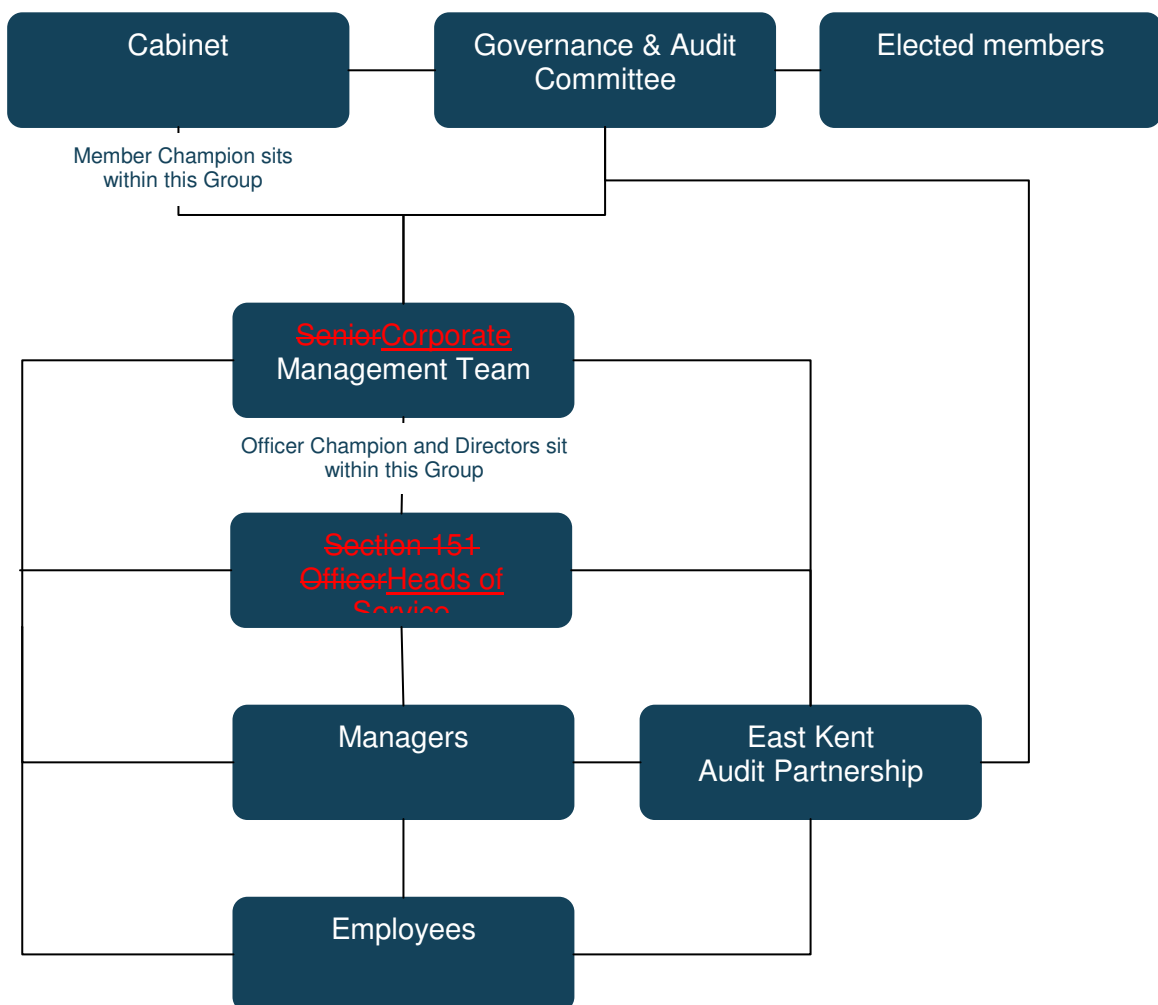 Cabinet
Governance & Audit
Committee
Elected members
Member Champion sits
within this Group
SeniorCorporate
Management Team
Officer Champion and Directors sit
within this Group
Section 151
OfficerHeads of
Service
Managers
East Kent
Audit Partnership
Employees